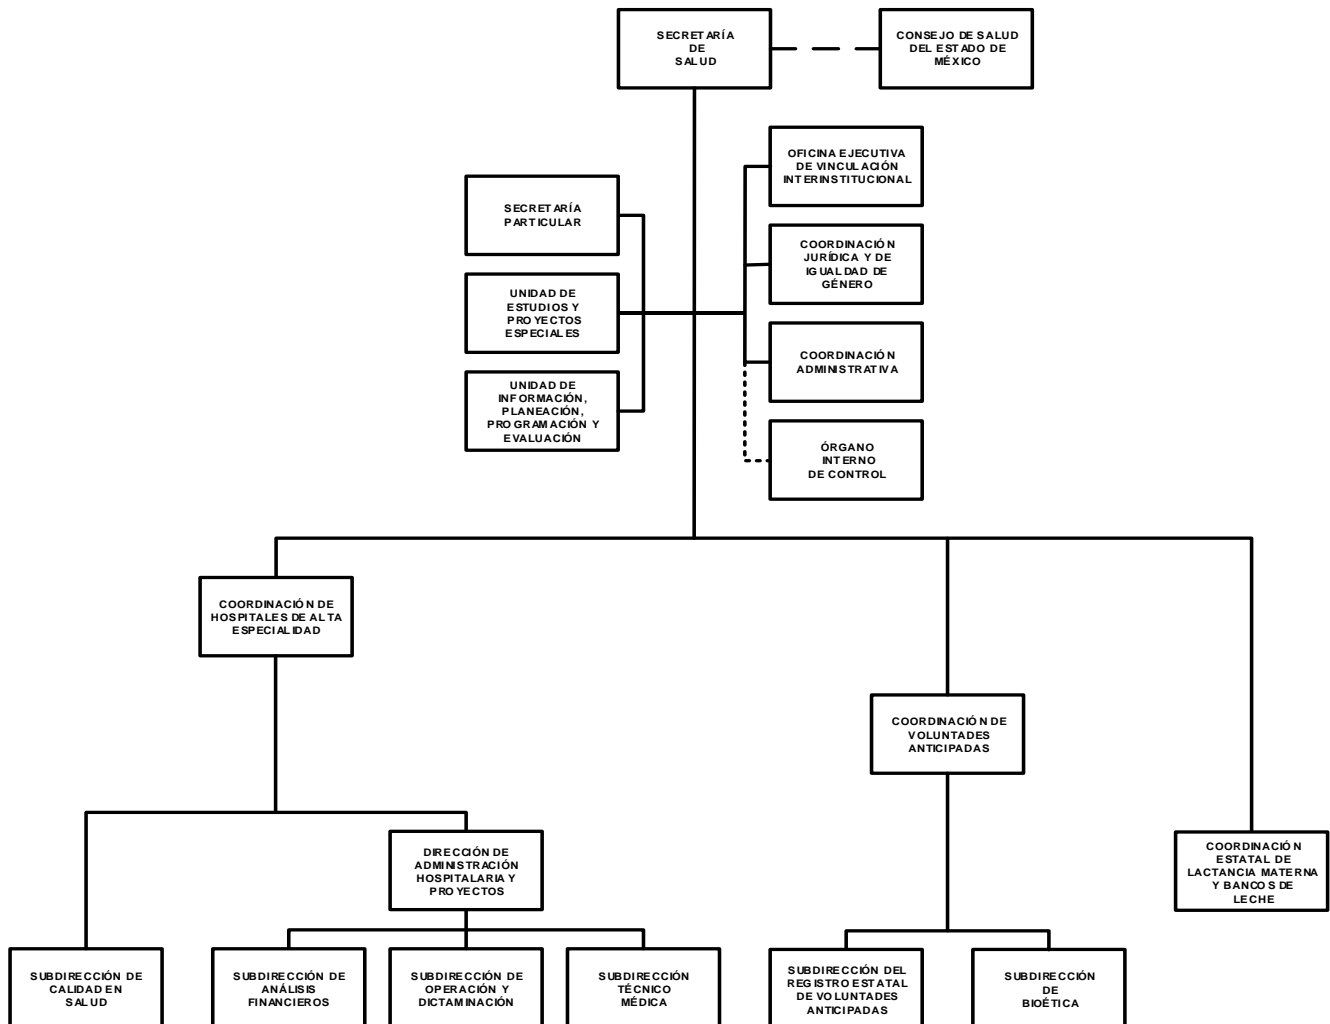 SECRETARÍA
DE
SALUD
CONSEJO DE SALUD
DEL ESTADO DE
MÉXICO
OFICINA EJECUTIVA
DE VINCULACIÓN
INTERINSTITUCIONAL
SECRETARÍA
PARTICULAR
COORDINACIÓN
JURÍDICA Y DE
IGUALDAD DE
GÉNERO
UNIDAD DE
ESTUDIOS Y
PROYECTOS
ESPECIALES
COORDINACIÓN
ADMINISTRATIVA
UNIDAD DE
INFORMACIÓN,
PLANEACIÓN,
PROGRAMACIÓN Y
EVALUACIÓN
ÓRGANO
INTERNO
DE CONTROL
COORDINACIÓN DE
HOSPITALES DE ALTA
ESPECIALIDAD
COORDINACIÓN DE
VOLUNTADES
ANTICIPADAS
DIRECCIÓN DE
ADMINISTRACIÓN
HOSPITALARIA Y
PROYECTOS
COORDINACIÓN
ESTATAL DE
LACTANCIA MATERNA
Y BANCOS DE
LECHE
SUBDIRECCIÓN DE
CALIDAD EN
SALUD
SUBDIRECCIÓN DE
ANÁLISIS
FINANCIEROS
SUBDIRECCIÓN DE
OPERACIÓN Y
DICTAMINACIÓN
SUBDIRECCIÓN
TÉCNICO
MÉDICA
SUBDIRECCIÓN DEL
REGISTRO ESTATAL
DE VOLUNTADES
ANTICIPADAS
SUBDIRECCIÓN
DE
BIOÉTICA